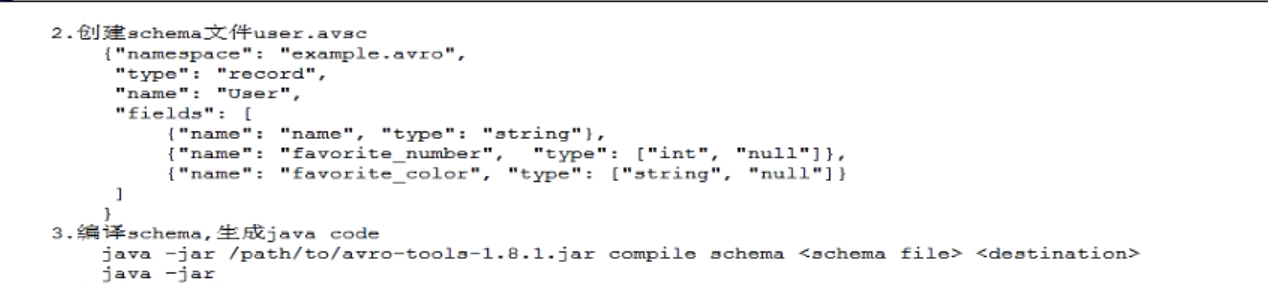 2.创建schema文件user.avsc
{"namespace": "example.avro",
"type": "record",
"name": "User",
"fields": [
{"name": "name", "type": "string"},
{"name": "favorite_number",  "type": ["int", "null"]},
{"name": "favorite_color", "type": ["string", "null"]}
]
}
3.编译schema,生成java code
java -jar /path/to/avro-tools-1.8.1.jar compile schema <schema file> <destination>
java -jar